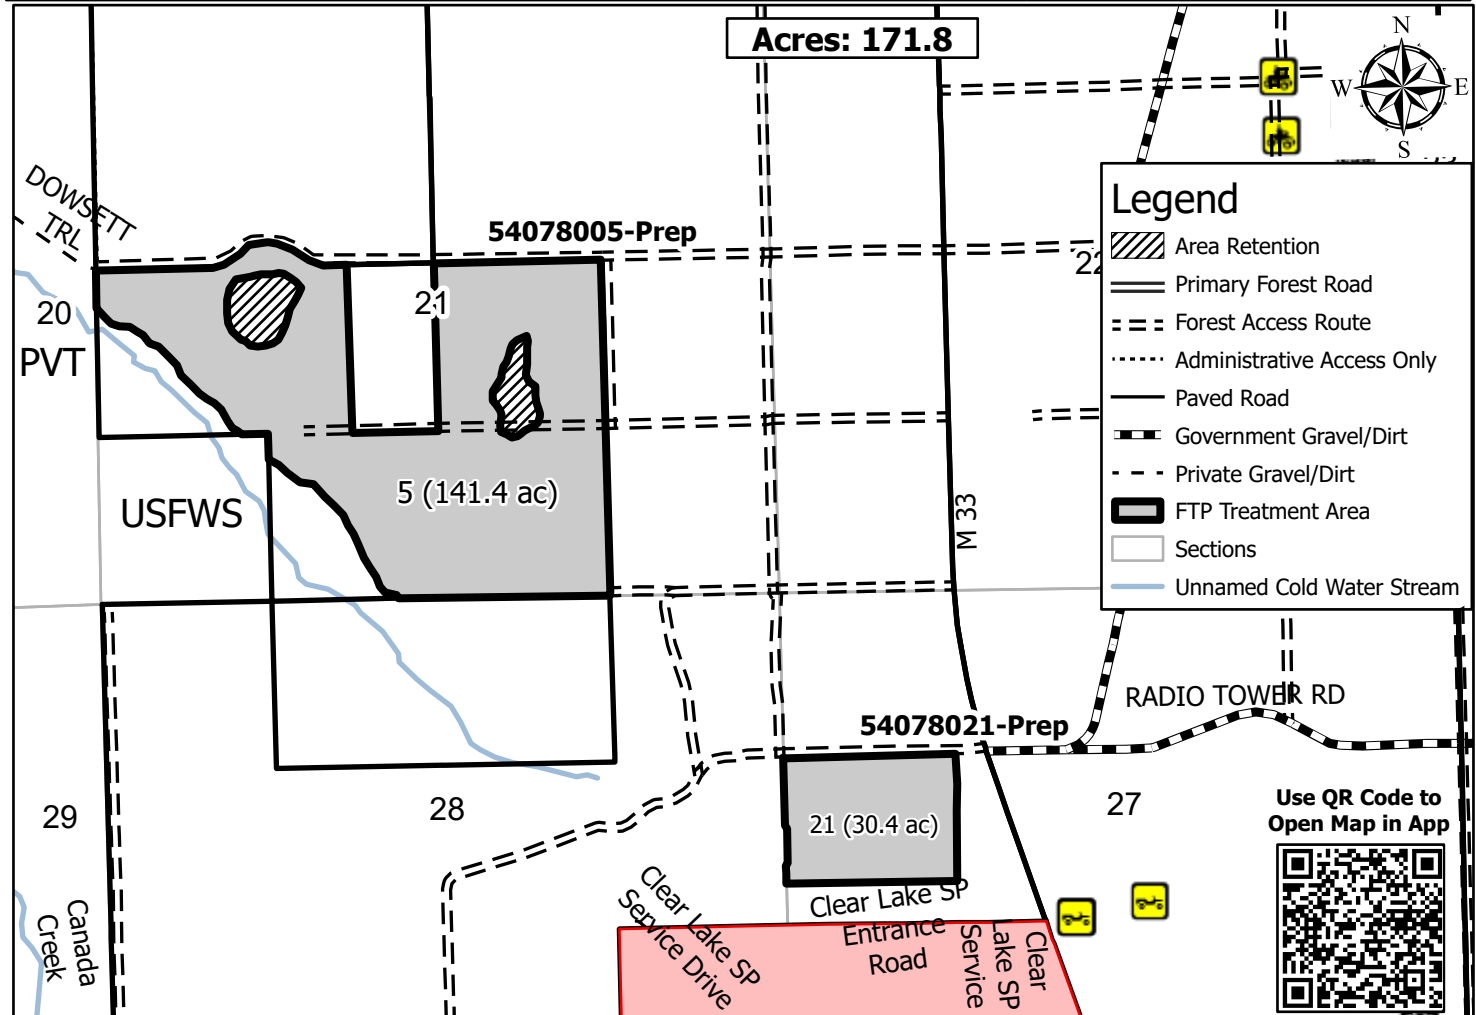 Acres: 171.8
N
W
E
S
DOWSETT
TRL
54078005-Prep
20
PVT
21
22
USFWS
5 (141.4 ac)
M 33
Legend
Area Retention
Primary Forest Road
Forest Access Route
Administrative Access Only
Paved Road
Government Gravel/Dirt
Private Gravel/Dirt
FTP Treatment Area
Sections
Unnamed Cold Water Stream
RADIO TOWER RD
54078021-Prep
29
28
21 (30.4 ac)
27
Use QR Code to
Open Map in App
Canada
Creek
Clear Lake SP
Service Drive
Clear Lake SP
Entrance
Road
Clear
Lake SP
Service